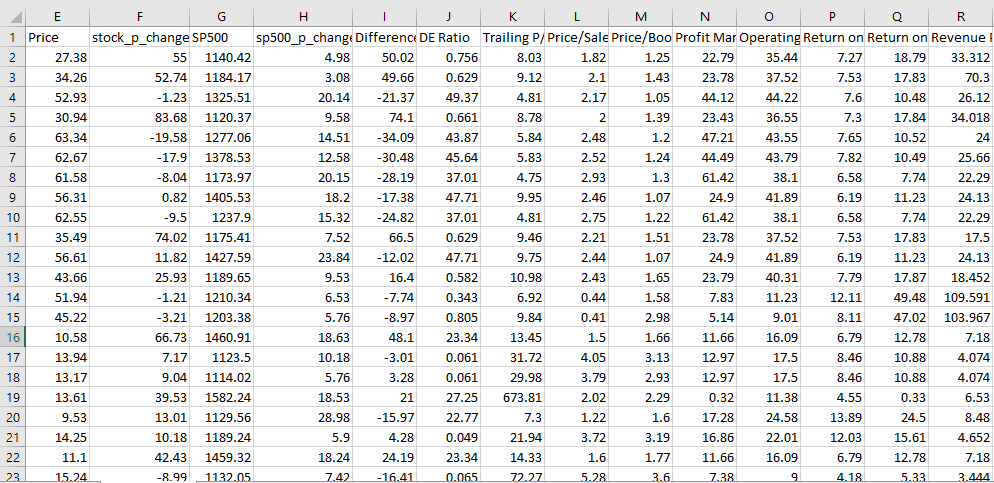 E F G H I J K L M N O P Q R
1 Price stock_p_change SP500 sp500_p_change Difference DE Ratio Trailing P/ Price/Sale Price/Boo Profit Mar Operating Return on Return on Revenue
2 27.38 55 1140.42 4.98 50.02 0.756 8.03 1.82 1.25 22.79 35.44 7.27 18.79 33.312
3 34.26 52.74 1184.17 3.08 49.66 0.629 9.12 2.1 1.43 23.78 37.52 7.53 17.83 70.3
4 52.93 -1.23 1325.51 20.14 -21.37 49.37 4.81 2.17 1.05 44.12 44.22 7.6 10.48 26.12
5 30.94 83.68 1120.37 9.58 74.1 0.661 8.78 2 1.39 23.43 36.55 7.3 17.84 34.018
6 63.34 -19.58 1277.06 14.51 -34.09 43.87 5.84 2.48 1.2 47.21 43.55 7.65 10.52 24
7 62.67 -17.9 1378.53 12.58 -30.48 45.64 5.83 2.52 1.24 44.49 43.79 7.82 10.49 25.66
8 61.58 -8.04 1173.97 20.15 -28.19 37.01 4.75 2.93 1.3 61.42 38.1 6.58 7.74 22.29
9 56.31 0.82 1405.53 18.2 -17.38 47.71 9.95 2.46 1.07 24.9 41.89 6.19 11.23 24.13
10 62.55 -9.5 1237.9 15.32 -24.82 37.01 4.81 2.75 1.22 61.42 38.1 6.58 7.74 22.29
11 35.49 74.02 1175.41 7.52 66.5 0.629 9.46 2.21 1.51 23.78 37.52 7.53 17.83 17.5
12 56.61 11.82 1427.59 23.84 -12.02 47.71 9.75 2.44 1.07 24.9 41.89 6.19 11.23 24.13
13 43.66 25.93 1189.65 9.53 16.4 0.582 10.98 2.43 1.65 23.79 40.31 7.79 17.87 18.452
14 51.94 -1.21 1210.34 6.53 -7.74 0.343 6.92 0.44 1.58 7.83 11.23 12.11 49.48 109.591
15 45.22 -3.21 1203.38 5.76 -8.97 0.805 9.84 0.41 2.98 5.14 9.01 8.11 47.02 103.967
16 10.58 66.73 1460.91 18.63 48.1 23.34 13.45 1.5 1.66 11.66 16.09 6.79 12.78 7.18
17 13.94 7.17 1123.5 10.18 -3.01 0.061 31.72 4.05 3.13 12.97 17.5 8.46 10.88 4.074
18 13.17 9.04 1114.02 5.76 3.28 0.061 29.98 3.79 2.93 12.97 17.5 8.46 10.88 4.074
19 13.61 39.53 1582.24 18.53 21 27.25 673.81 2.02 2.29 0.32 11.38 4.55 0.33 6.53
20 9.53 13.01 1129.56 28.98 -15.97 22.77 7.3 1.22 1.6 17.28 24.58 13.89 24.5 8.48
21 14.25 10.18 1189.24 5.9 4.28 0.049 21.94 3.72 3.19 16.86 22.01 12.03 15.61 4.652
22 11.1 42.43 1459.32 18.24 24.19 23.34 14.33 1.6 1.77 11.66 16.09 6.79 12.78 7.18
23 15.24 -8.99 1132.05 7.42 -16.41 0.065 72.27 5.28 3.6 7.38 9 4.18 5.33 3.444